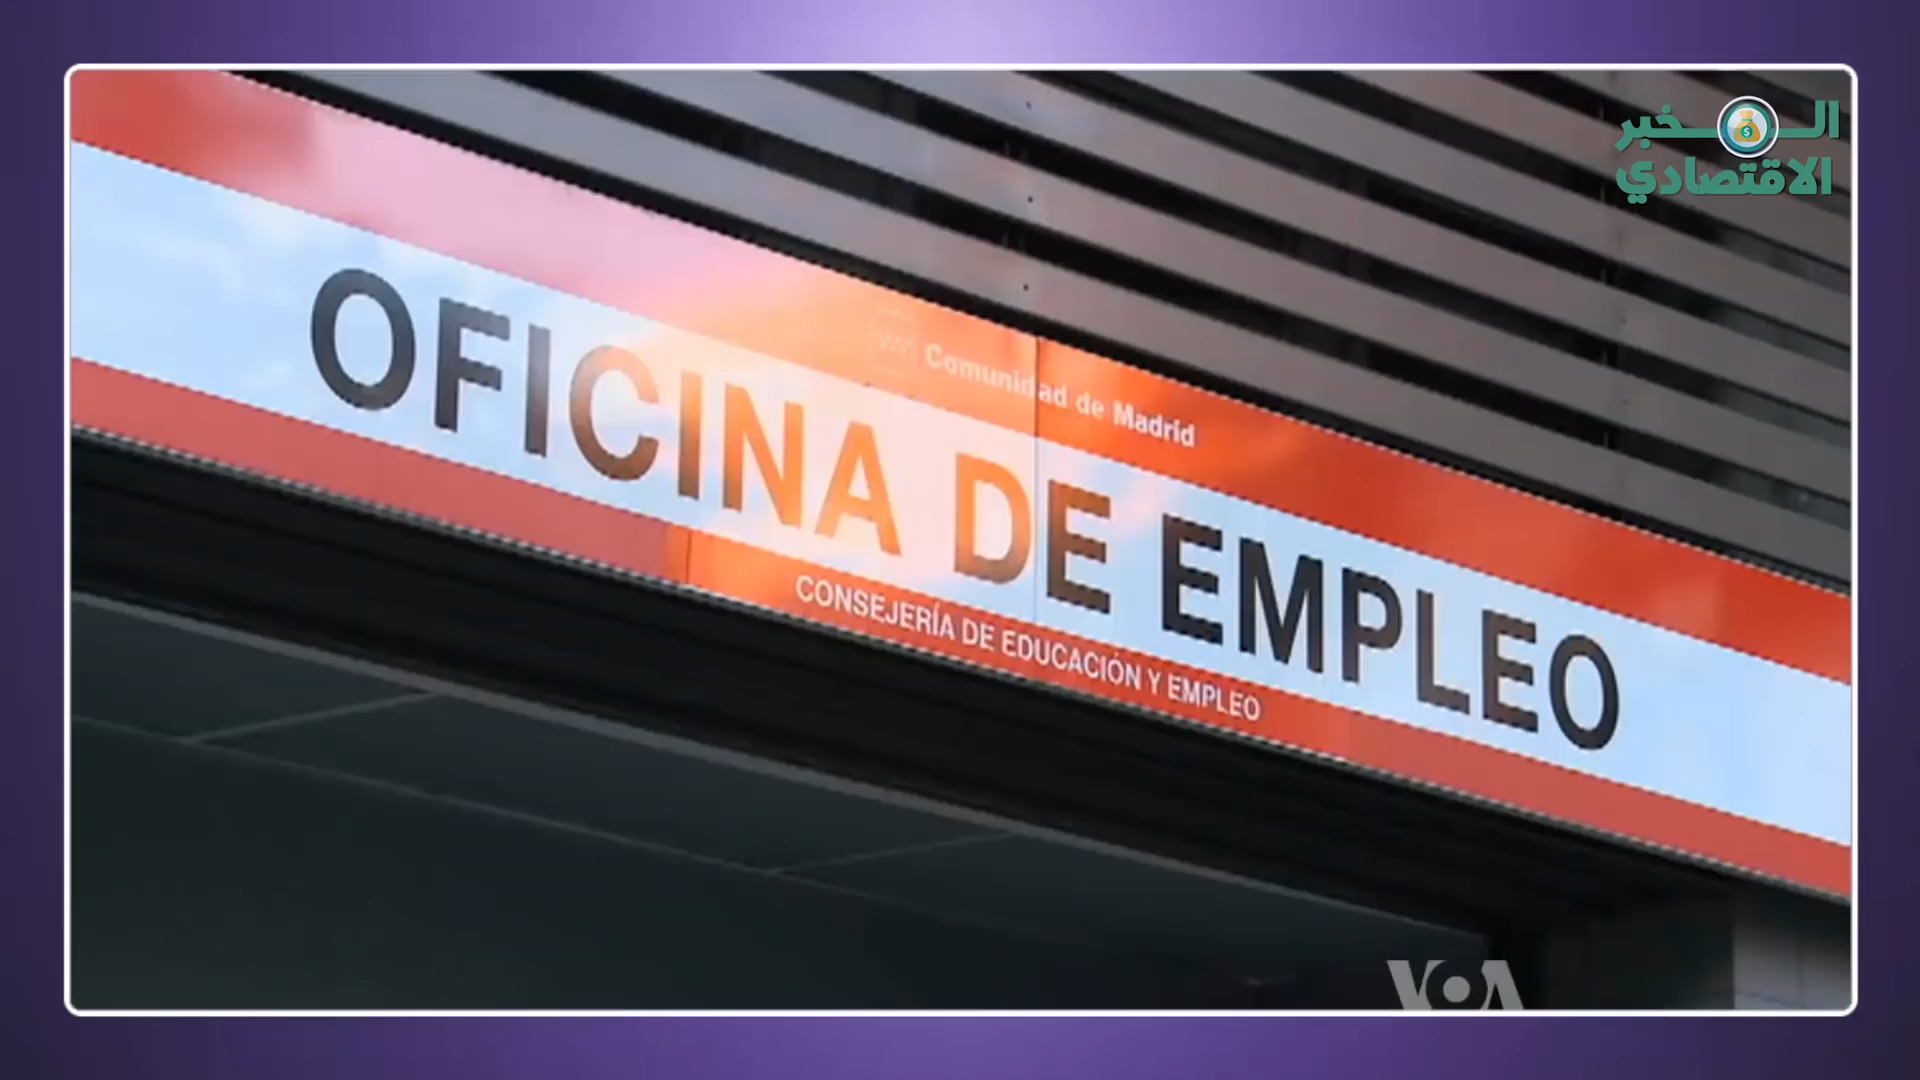 الـخبر
الاقتصادي
Comunidad de Madrid
OFICINA DE EMPLEO
CONSEJERÍA DE EDUCACIÓN Y EMPLEO
VOA